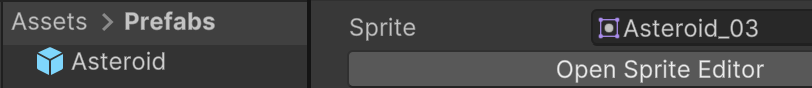 Assets > Prefabs
Asteroid
Sprite
Asteroid_03
Open Sprite Editor